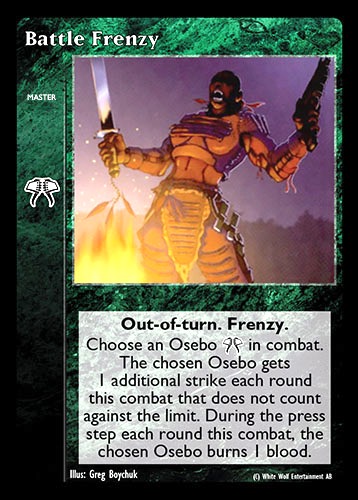 Battle Frenzy
MASTER
Out-of-turn. Frenzy.
Choose an Osebo in combat.
The chosen Osebo gets
1 additional strike each round
this combat that does not count
against the limit. During the press
step each round this combat, the
chosen Osebo burns 1 blood.
Illus: Greg Boychuk
(C) White Wolf Entertainment AB